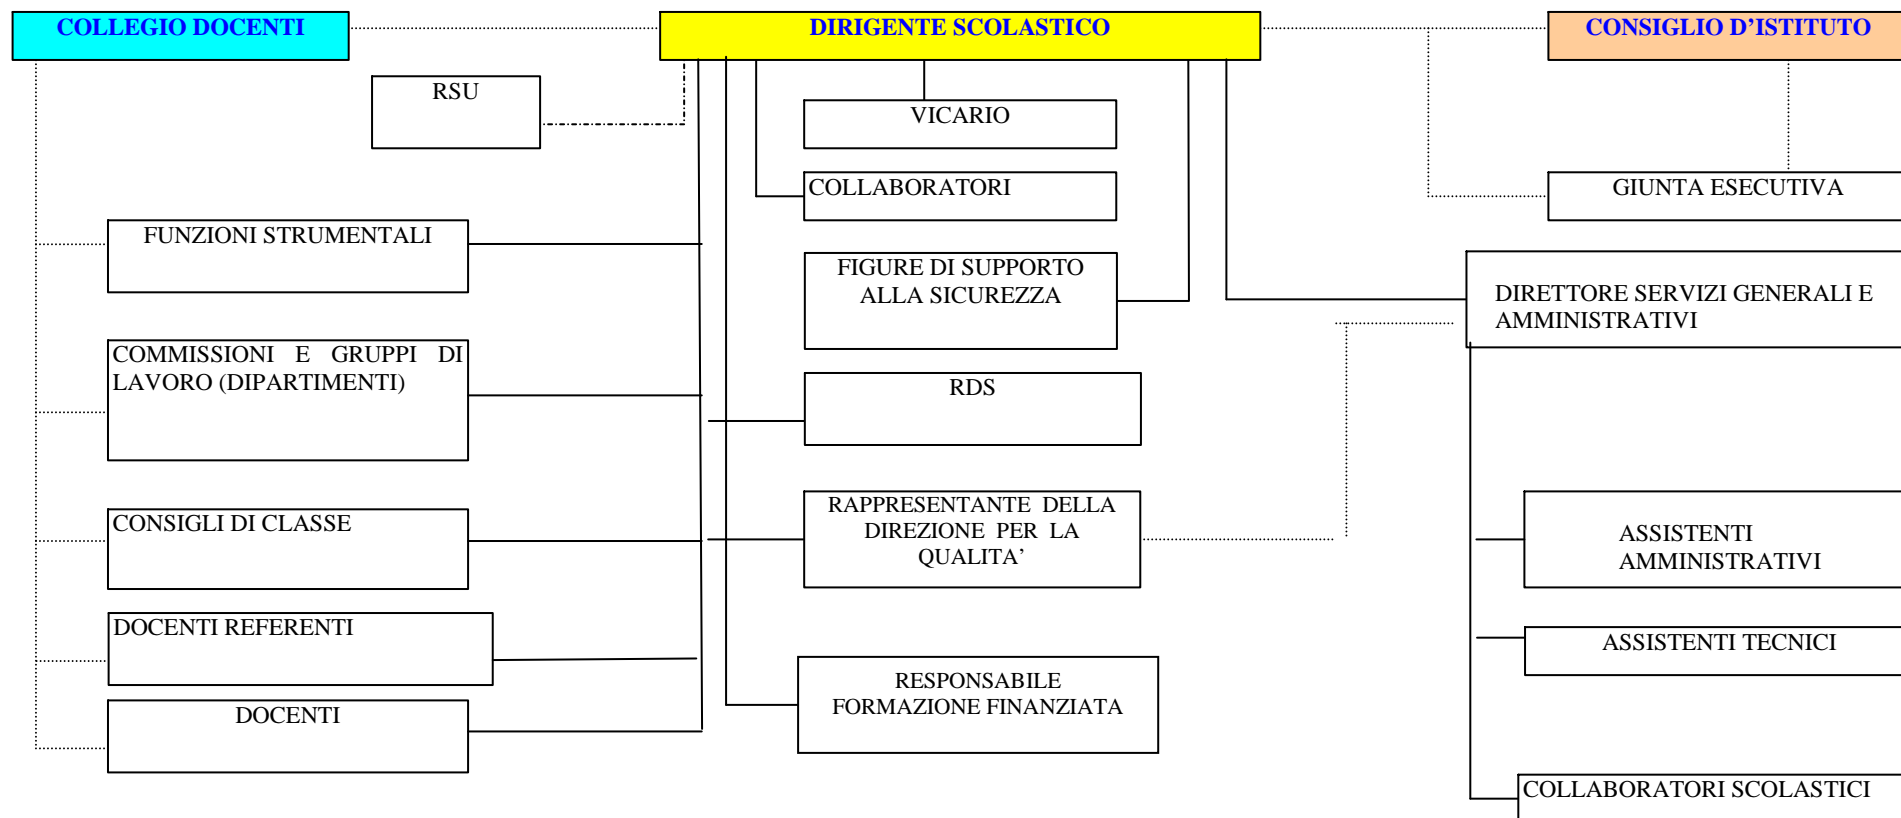 COLLEGIO DOCENTI
DIRIGENTE SCOLASTICO
CONSIGLIO D’ISTITUTO
RSU
VICARIO
COLLABORATORI
GIUNTA ESECUTIVA
FUNZIONI STRUMENTALI
FIGURE DI SUPPORTO
ALLA SICUREZZA
DIRETTORE SERVIZI GENERALI E
AMMINISTRATIVI
COMMISSIONI E GRUPPI DI
LAVORO (DIPARTIMENTI)
RDS
CONSIGLI DI CLASSE
RAPPRESENTANTE DELLA
DIREZIONE PER LA
QUALITA’
ASSISTENTI
AMMINISTRATIVI
DOCENTI REFERENTI
ASSISTENTI TECNICI
RESPONSABILE
FORMAZIONE FINANZIATA
DOCENTI
COLLABORATORI SCOLASTICI